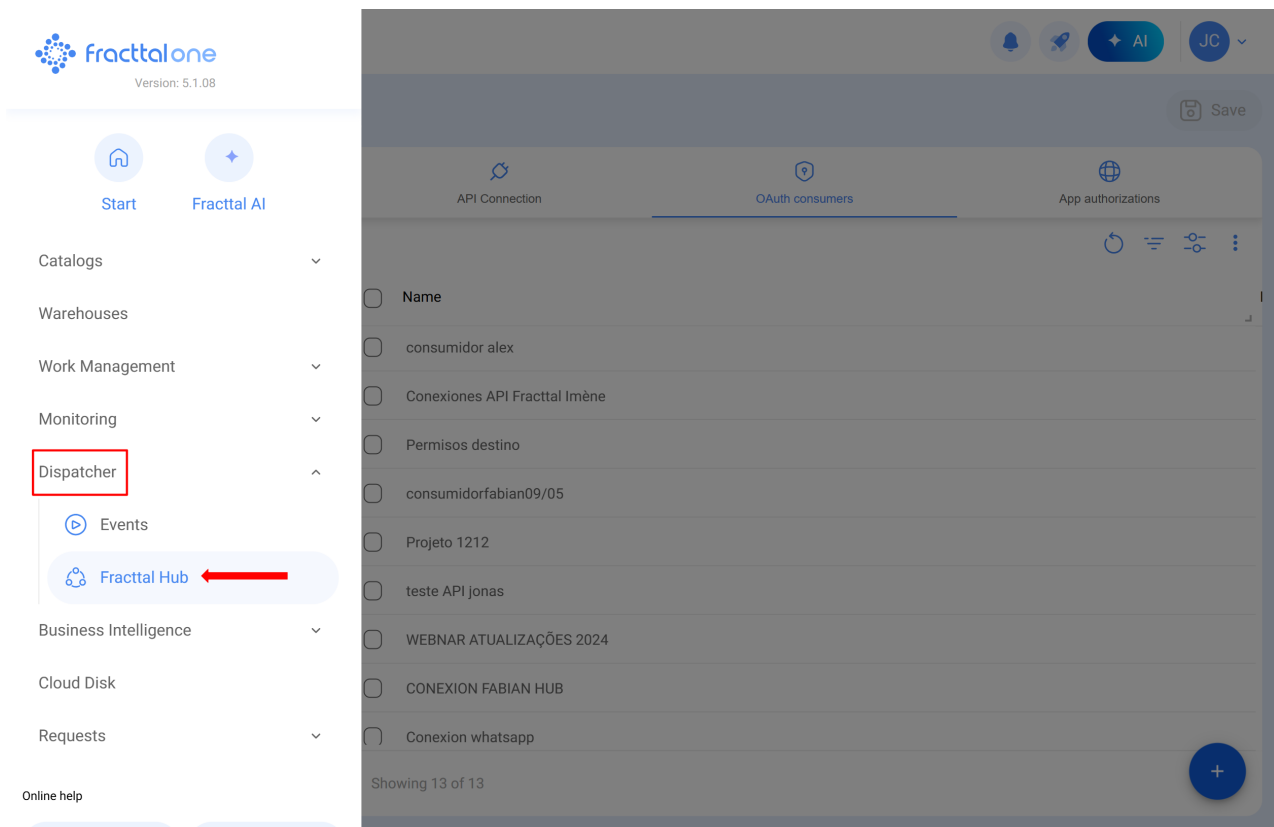 fracttal one
Version: 5.1.08
Start
Fracttal AI
Catalogs
Warehouses
Work Management
Monitoring
Dispatcher
Events
Fracttal Hub
Business Intelligence
Cloud Disk
Requests
Online help
AI
JC
Save
API Connection
OAuth consumers
App authorizations
Name
consumidor alex
Conexiones API Fracttal Imène
Permisos destino
consumidorfabian09/05
Projeto 1212
teste API jonas
WEBNAR ATUALIZAÇÕES 2024
CONEXION FABIAN HUB
Conexion whatsapp
Showing 13 of 13